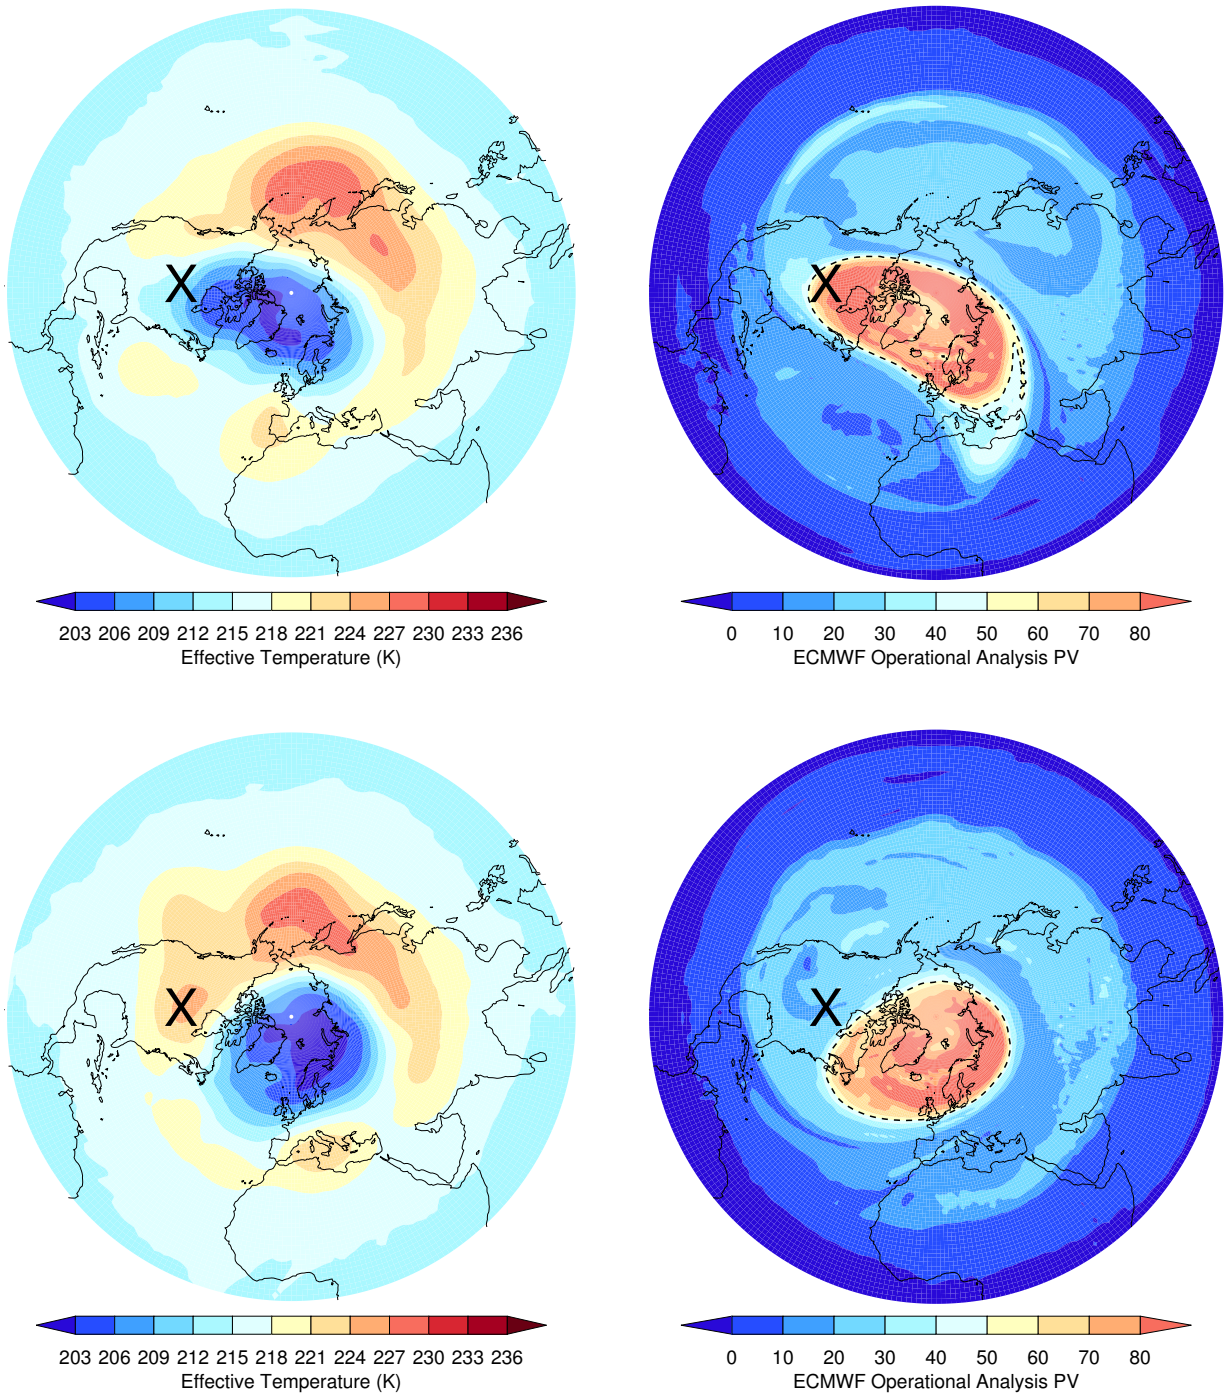 X
X
203 206 209 212 215 218 221 224 227 230 233 236
Effective Temperature (K)
0 10 20 30 40 50 60 70 80
ECMWF Operational Analysis PV
X
X
203 206 209 212 215 218 221 224 227 230 233 236
Effective Temperature (K)
0 10 20 30 40 50 60 70 80
ECMWF Operational Analysis PV